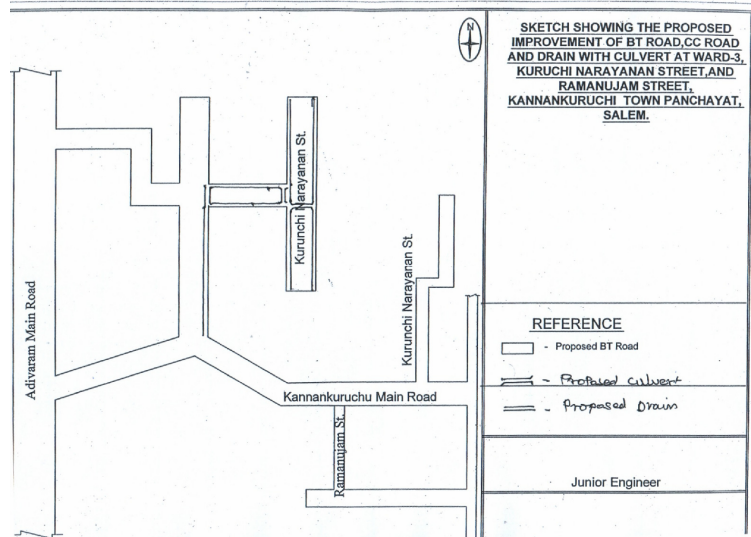 N
SKETCH SHOWING THE PROPOSED
IMPROVEMENT OF BT ROAD,CC ROAD
AND DRAIN WITH CULVERT AT WARD-3,
KURUCHI NARAYANAN STREET,AND
RAMANUJAM STREET,
KANNANKURUCHI TOWN PANCHAYAT,
SALEM.
Adivaram Main Road
Kurunchi Narayanan St.
Kurunchi Narayanan St.
Kannankuruchu Main Road
Ramanujam St.
REFERENCE
- Proposed BT Road
- Proposed culvert
- Proposed Drain
Junior Engineer